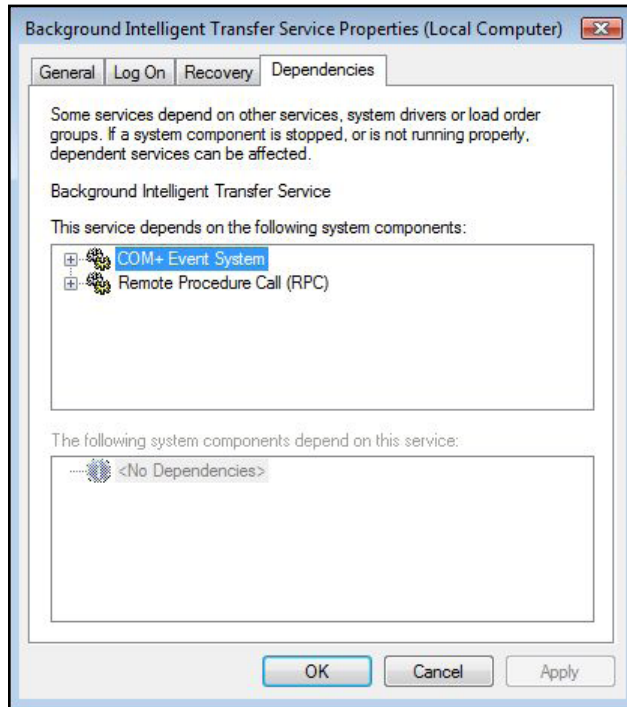 Background Intelligent Transfer Service Properties (Local Computer)
General Log On Recovery Dependencies
Some services depend on other services, system drivers or load order
groups. If a system component is stopped, or is not running properly,
dependent services can be affected.
Background Intelligent Transfer Service
This service depends on the following system components:
COM+ Event System
Remote Procedure Call (RPC)
The following system components depend on this service:
<No Dependencies>
OK Cancel Apply